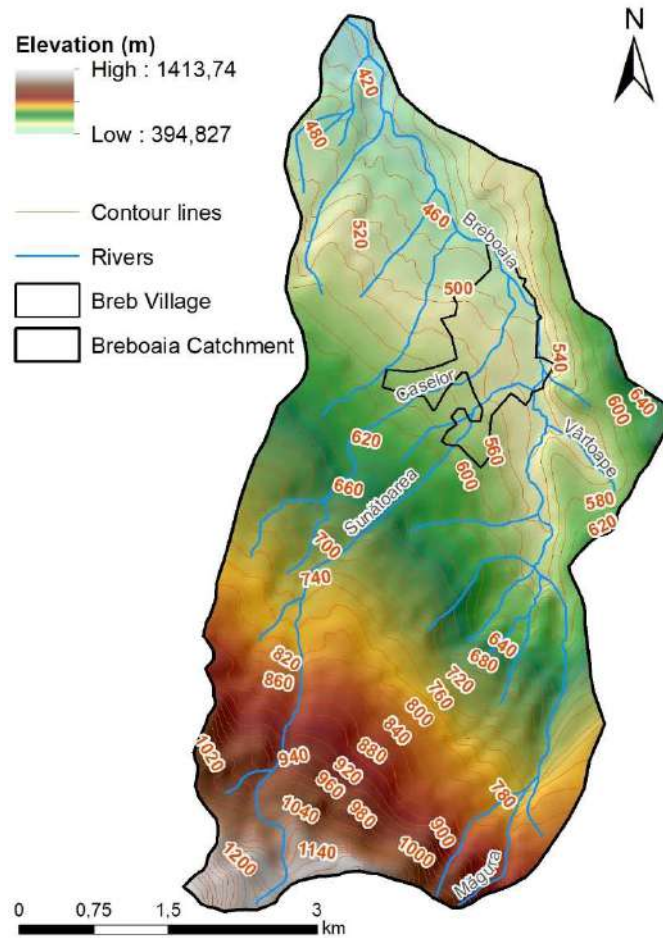 Elevation (m)
High : 1413,74
Low : 394,827
Contour lines
Rivers
Breb Village
Breboaia Catchment
N
420
480
460
520
Breboaia
500
540
640
600
Caselor
620
560
Vârtoape
600
660
580
Sunătoarea
620
700
740
640
820
680
860
720
760
800
840
1020
940
880
920
780
960
1040
980
900
1200
1140
1000
Măgura
0 0,75 1,5 3
km